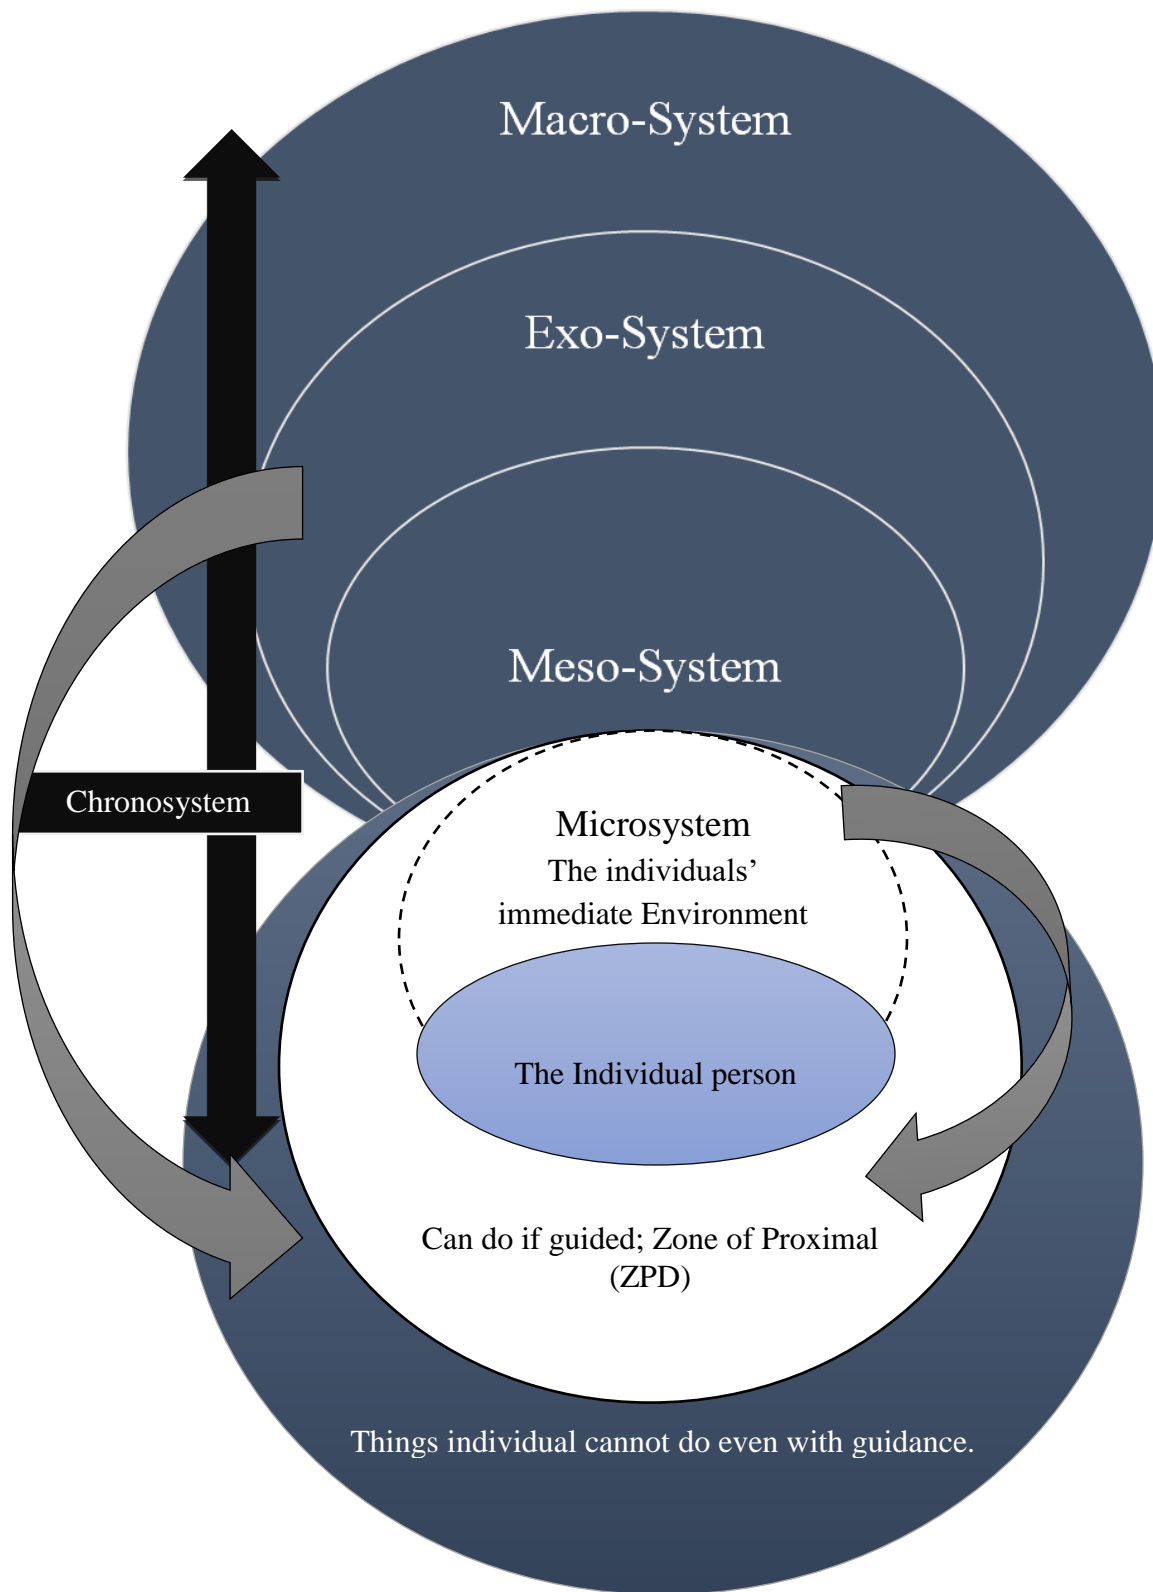 Macro-System
Exo-System
Meso-System
Chronosystem
Microsystem
The individuals’
immediate Environment
The Individual person
Can do if guided; Zone of Proximal
(ZPD)
Things individual cannot do even with guidance.